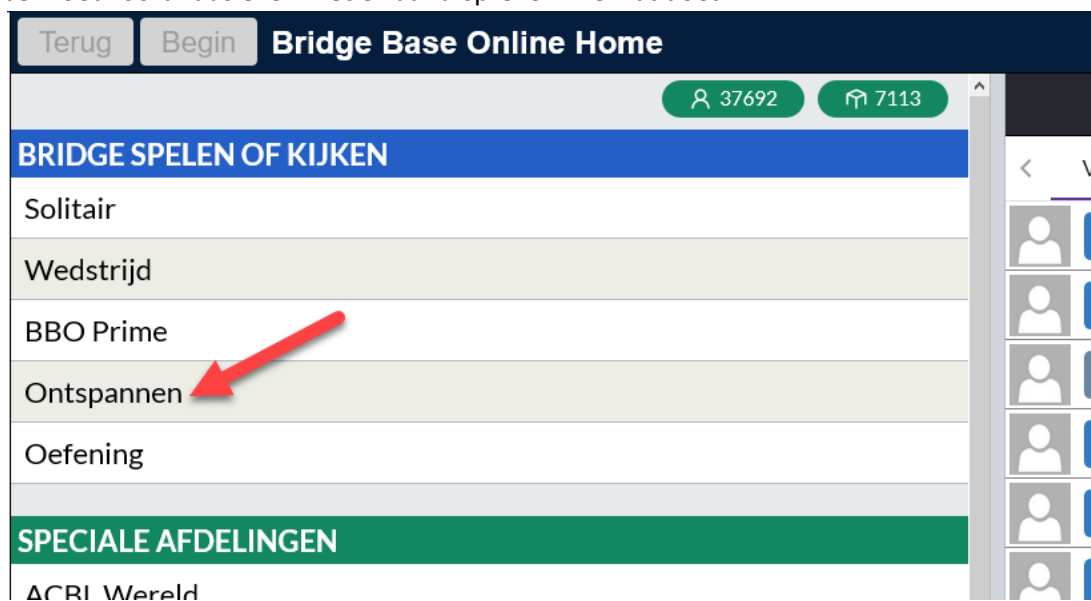 Terug Begin Bridge Base Online Home
37692 7113
BRIDGE SPELEN OF KIJKEN
Solitair
Wedstrijd
BBO Prime
Ontspannen
Oefening
SPECIALE AFDELINGEN
ACBL Wereld